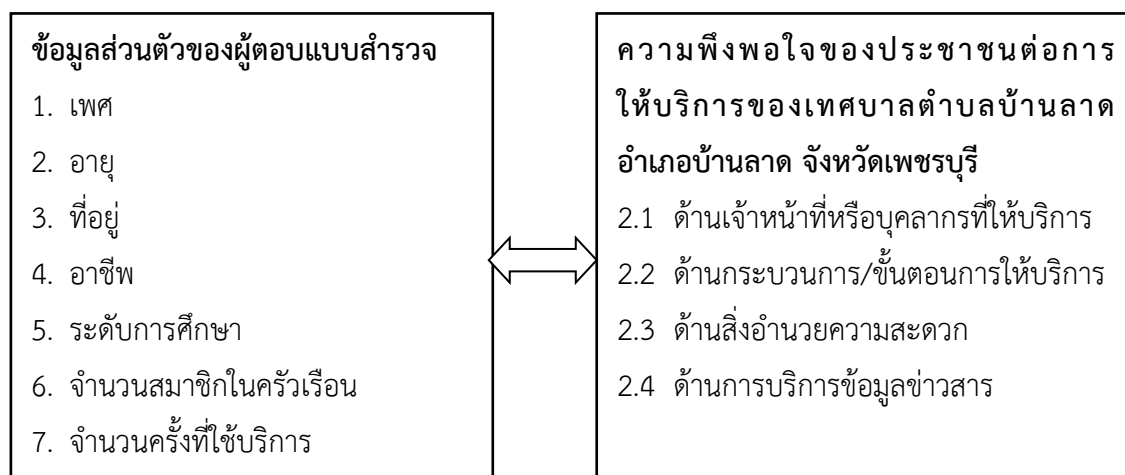 ข้อมูลส่วนตัวของผู้ตอบแบบสำรวจ
1. เพศ
2. อายุ
3. ที่อยู่
4. อาชีพ
5. ระดับการศึกษา
6. จำนวนสมาชิกในครัวเรือน
7. จำนวนครั้งที่ใช้บริการ
ความพึงพอใจของประชาชนต่อการ
ให้บริการของเทศบาลตำบลบ้านลาด
อำเภอบ้านลาด จังหวัดเพชรบุรี
2.1 ด้านเจ้าหน้าที่หรือบุคลากรที่ให้บริการ
2.2 ด้านกระบวนการ/ขั้นตอนการให้บริการ
2.3 ด้านสิ่งอำนวยความสะดวก
2.4 ด้านการบริการข้อมูลข่าวสาร